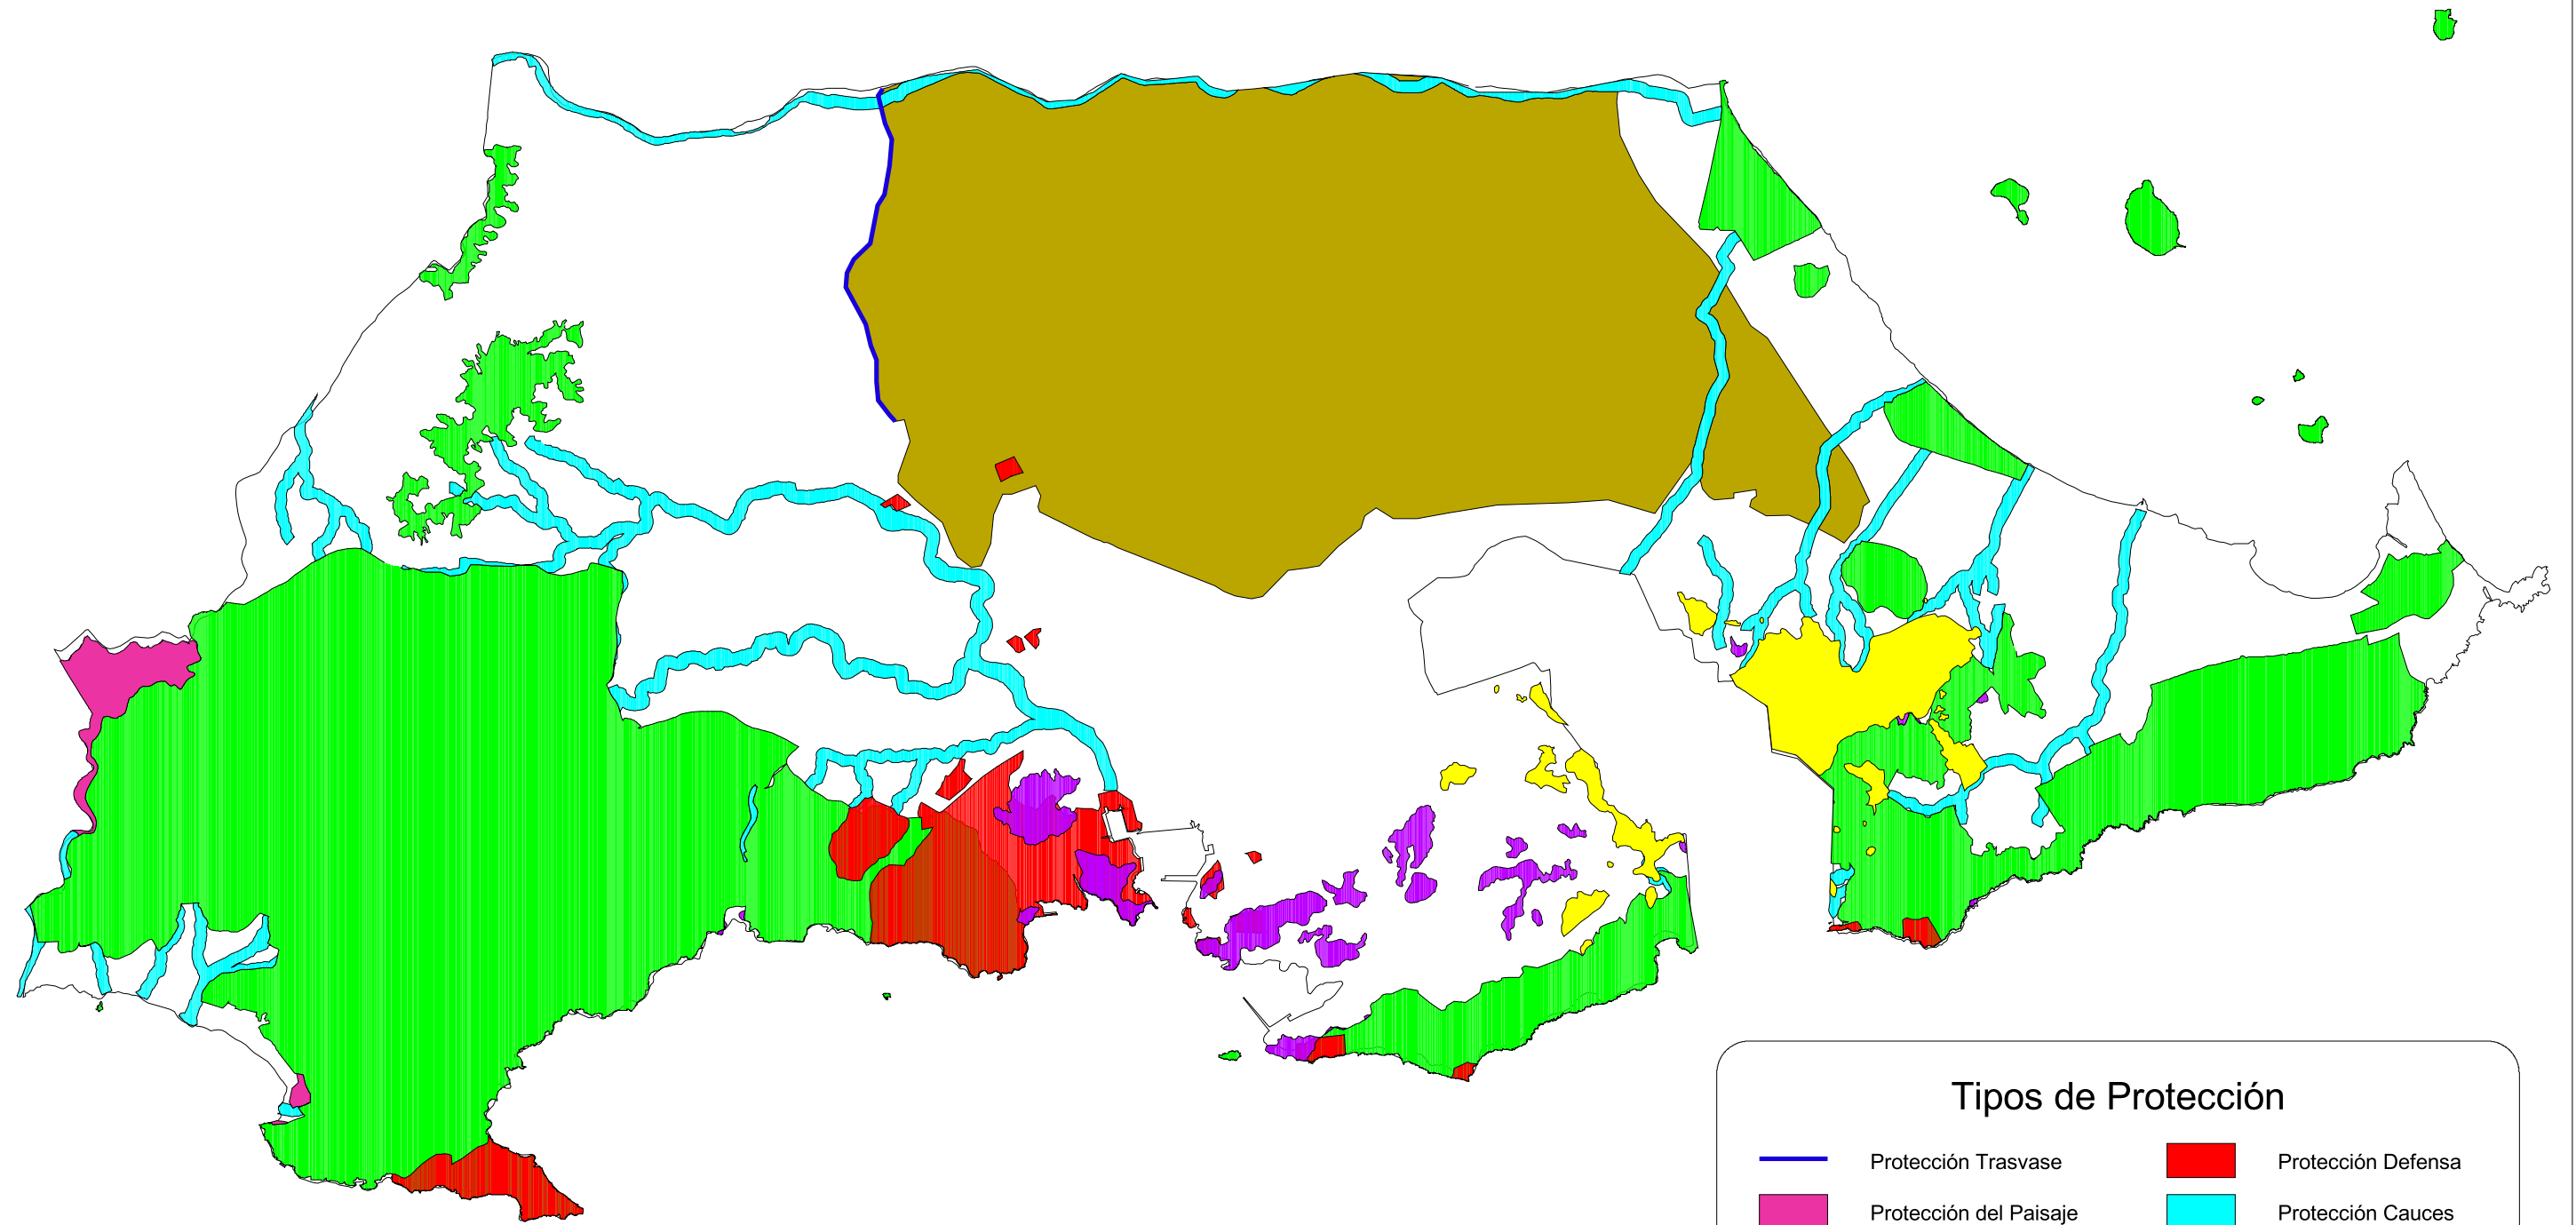 Tipos de Protección
Protección Trasvase
Protección Defensa
Protección del Paisaje
Protección Cauces